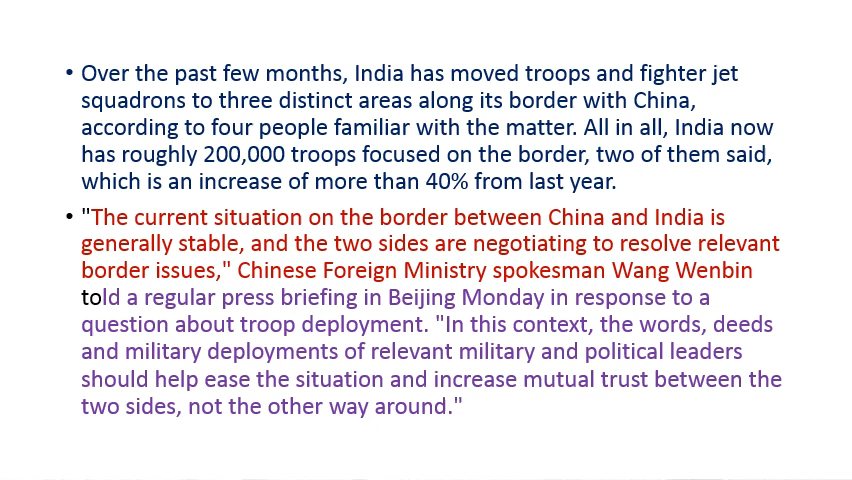 • Over the past few months, India has moved troops and fighter jet
squadrons to three distinct areas along its border with China,
according to four people familiar with the matter. All in all, India now
has roughly 200,000 troops focused on the border, two of them said,
which is an increase of more than 40% from last year.
• "The current situation on the border between China and India is
generally stable, and the two sides are negotiating to resolve relevant
border issues," Chinese Foreign Ministry spokesman Wang Wenbin
told a regular press briefing in Beijing Monday in response to a
question about troop deployment. "In this context, the words, deeds
and military deployments of relevant military and political leaders
should help ease the situation and increase mutual trust between the
two sides, not the other way around."